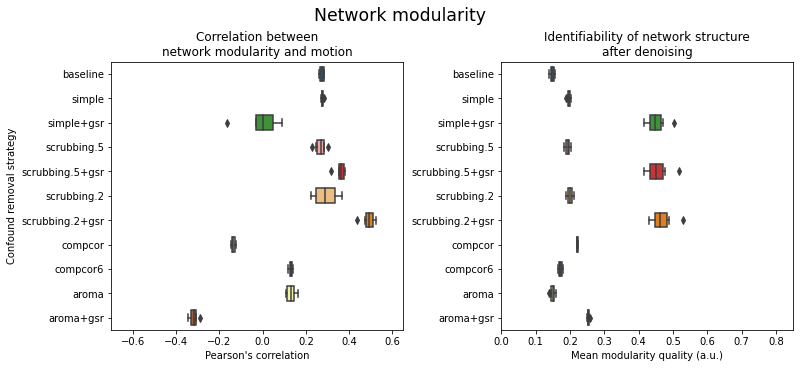 Network modularity
Correlation between
network modularity and motion
Confound removal strategy
baseline
simple
simple+gsr
scrubbing.5
scrubbing.5+gsr
scrubbing.2
scrubbing.2+gsr
compcor
compcor6
aroma
aroma+gsr
−0.6 −0.4 −0.2 0.0 0.2 0.4 0.6
Pearson's correlation
Identifiability of network structure
after denoising
baseline
simple
simple+gsr
scrubbing.5
scrubbing.5+gsr
scrubbing.2
scrubbing.2+gsr
compcor
compcor6
aroma
aroma+gsr
0.0 0.1 0.2 0.3 0.4 0.5 0.6 0.7 0.8
Mean modularity quality (a.u.)